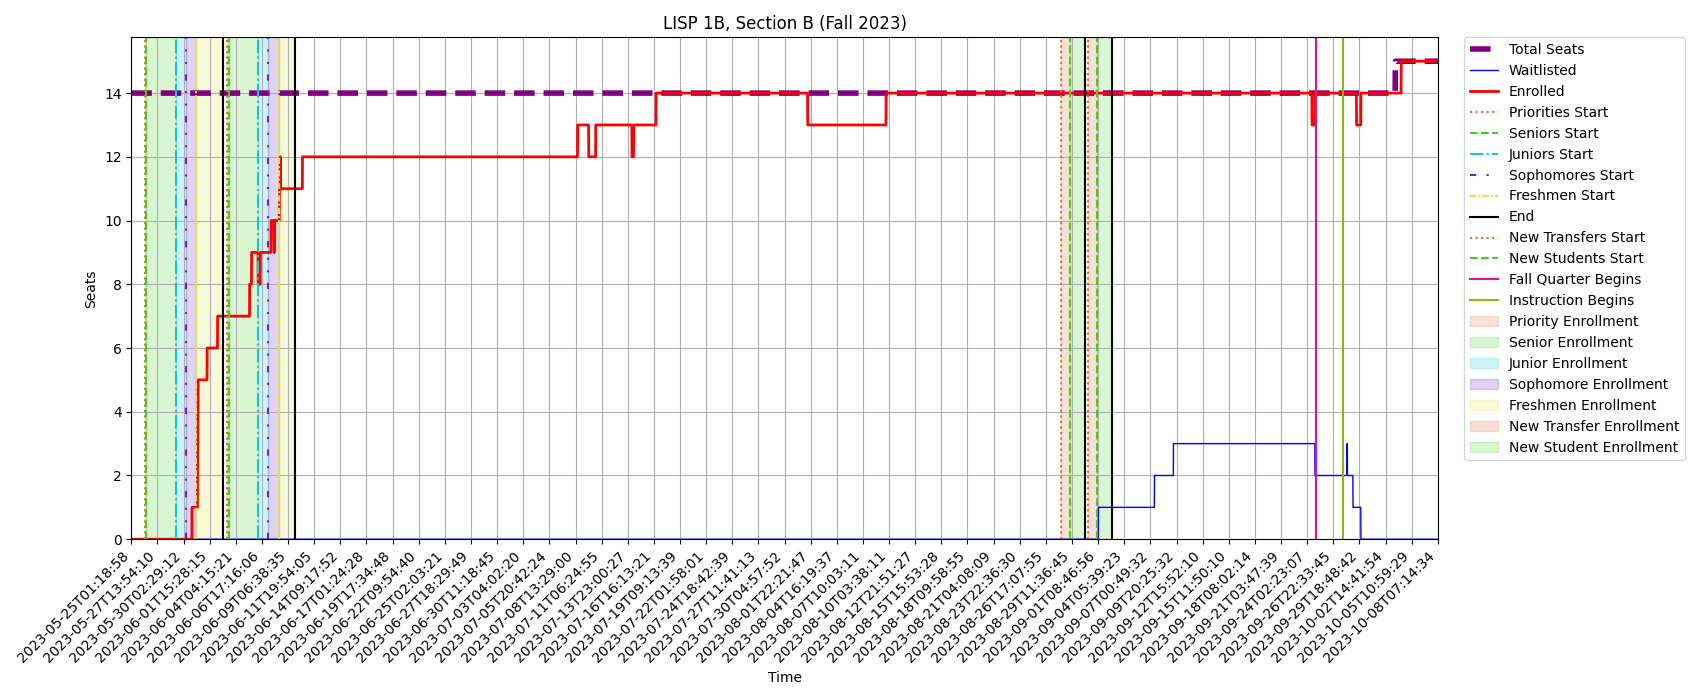 LISP 1B, Section B (Fall 2023)
Seats
14
12
10
8
6
4
2
0
2023-05-25T01:18:58
2023-05-27T13:54:10
2023-05-30T02:29:12
2023-06-01T15:28:15
2023-06-04T04:15:21
2023-06-06T17:16:06
2023-06-09T06:38:35
2023-06-11T19:54:05
2023-06-14T09:17:52
2023-06-17T01:24:28
2023-06-19T17:34:48
2023-06-22T09:54:40
2023-06-25T02:03:21
2023-06-27T18:29:49
2023-06-30T11:18:45
2023-07-03T04:02:20
2023-07-05T20:42:24
2023-07-08T13:29:00
2023-07-11T06:24:55
2023-07-13T23:00:27
2023-07-16T16:13:21
2023-07-19T09:13:39
2023-07-22T01:58:01
2023-07-24T18:42:39
2023-07-27T11:41:13
2023-07-30T04:57:52
2023-08-01T22:21:47
2023-08-04T16:19:37
2023-08-07T10:03:11
2023-08-10T03:38:11
2023-08-12T21:51:27
2023-08-15T15:53:28
2023-08-18T09:58:55
2023-08-21T04:08:09
2023-08-23T22:36:30
2023-08-26T17:07:55
2023-08-29T11:36:45
2023-09-01T08:46:56
2023-09-04T05:39:23
2023-09-07T00:49:32
2023-09-09T20:25:32
2023-09-12T15:52:10
2023-09-15T11:50:10
2023-09-18T08:02:14
2023-09-21T03:47:39
2023-09-24T02:23:07
2023-09-26T22:33:45
2023-09-29T18:48:42
2023-10-02T14:41:54
2023-10-05T10:59:29
2023-10-08T07:14:34
Time
Total Seats
Waitlisted
Enrolled
Priorities Start
Seniors Start
Juniors Start
Sophomores Start
Freshmen Start
End
New Transfers Start
New Students Start
Fall Quarter Begins
Instruction Begins
Priority Enrollment
Senior Enrollment
Junior Enrollment
Sophomore Enrollment
Freshmen Enrollment
New Transfer Enrollment
New Student Enrollment